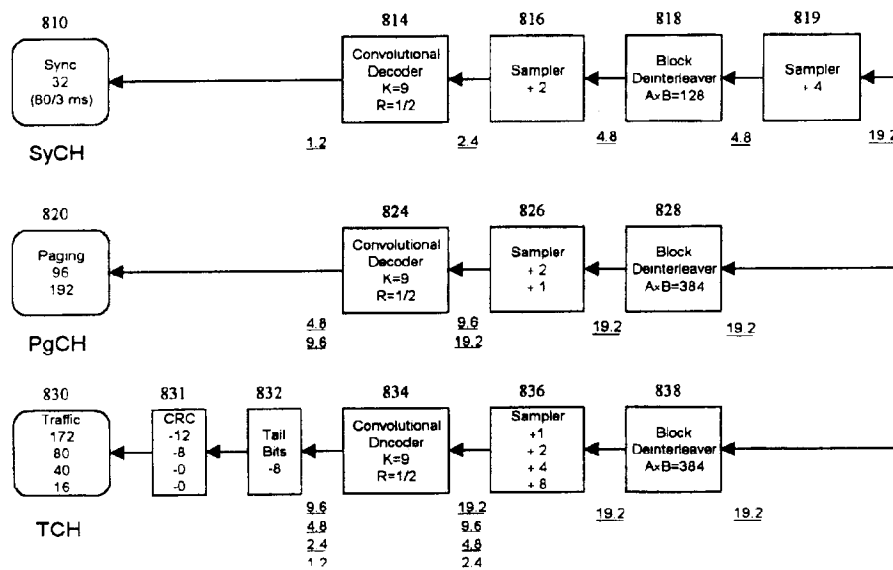 810 814 816 818 819
Sync
32
(80/3 ms)
Convolutional
Decoder
K=9
R=1/2
Sampler
+ 2
Block
Deinterleaver
A×B=128
Sampler
+ 4
1.2 2.4 4.8 4.8 19.2
SyCH
820 824 826 828
Paging
96
192
Convolutional
Decoder
K=9
R=1/2
Sampler
+ 2
+ 1
Block
Deinterleaver
A×B=384
4.8 9.6 19.2 19.2
9.6 19.2
PgCH
830 831 832 834 836 838
Traffic
172
80
40
16
CRC
-12
-8
-0
-0
Tail
Bits
-8
Convolutional
Dncoder
K=9
R=1/2
Sampler
+1
+ 2
+ 4
+ 8
Block
Deinterleaver
A×B=384
9.6 19.2 19.2 19.2
4.8 9.6
2.4 4.8
1.2 2.4
TCH